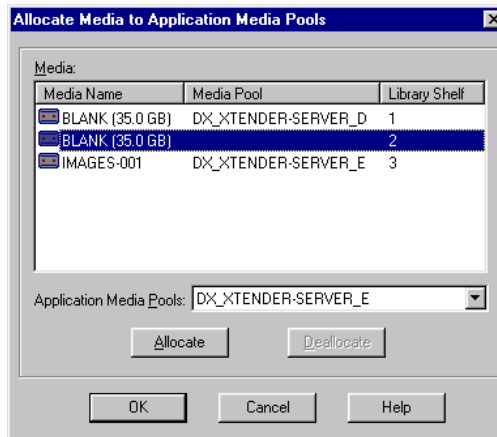 Allocate Media to Application Media Pools
Media:
Media Name Media Pool Library Shelf
BLANK (35.0 GB) DX_XTENDER-SERVER_D 1
BLANK (35.0 GB) 2
IMAGES-001 DX_XTENDER-SERVER_E 3
Application Media Pools: DX_XTENDER-SERVER_E
Allocate Deallocate
OK Cancel Help